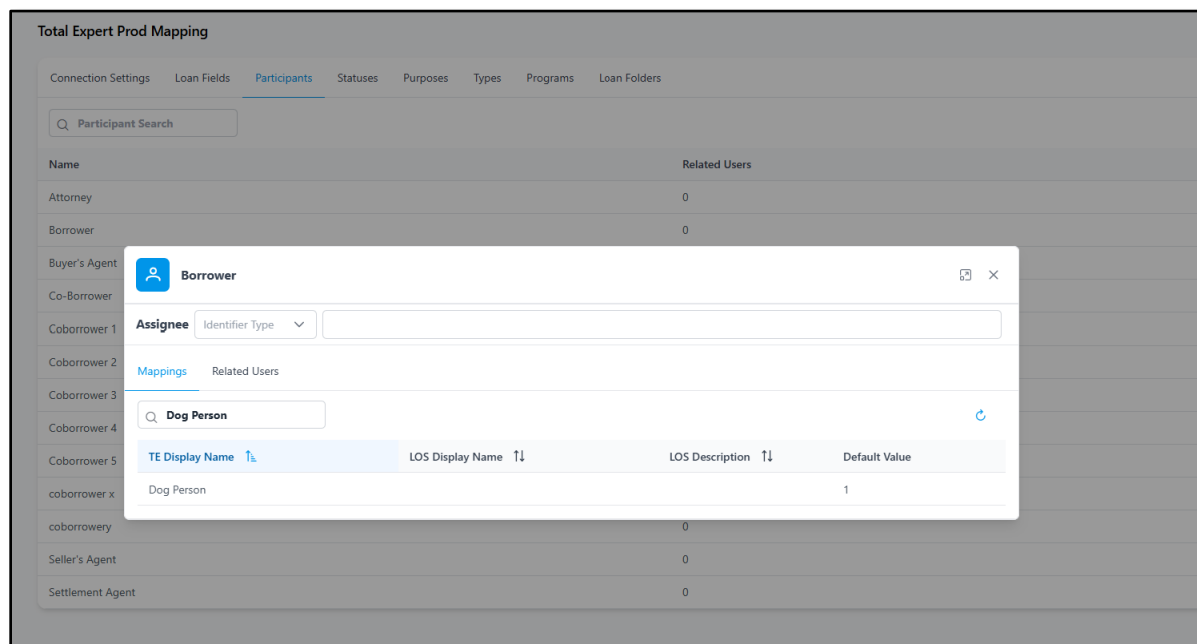 Total Expert Prod Mapping
Connection Settings Loan Fields Participants Statuses Purposes Types Programs Loan Folders
Participant Search
Name Related Users
Attorney 0
Borrower 0
Buyer's Agent
Co-Borrower
Coborrower 1
Coborrower 2
Coborrower 3
Coborrower 4
Coborrower 5
coborrower x
coborrowery 0
Seller's Agent 0
Settlement Agent 0
Borrower
Assignee Identifier Type
Mappings Related Users
Dog Person
TE Display Name LOS Display Name LOS Description Default Value
Dog Person 1